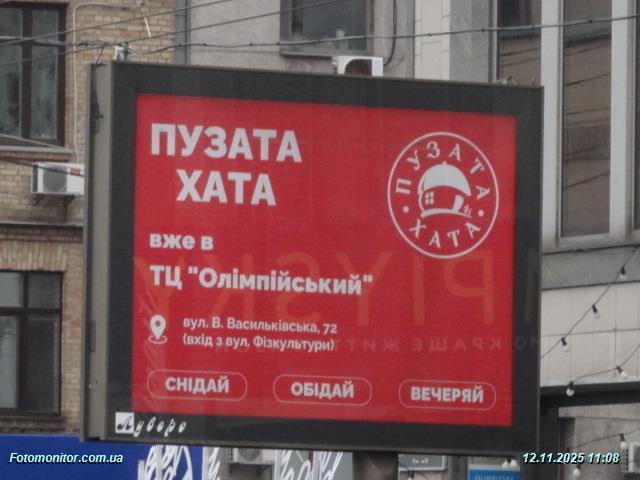 ПУЗАТА
ХАТА
ПУЗАТА
ХАТА
вже в
ТЦ "Олімпійський"
вул. В. Васильківська, 72
(вхід з вул. Фізкультури)
СНІДАЙ
ОБІДАЙ
ВЕЧЕРЯЙ
Луверо
Fotomonitor.com.ua
12.11.2025 11:08